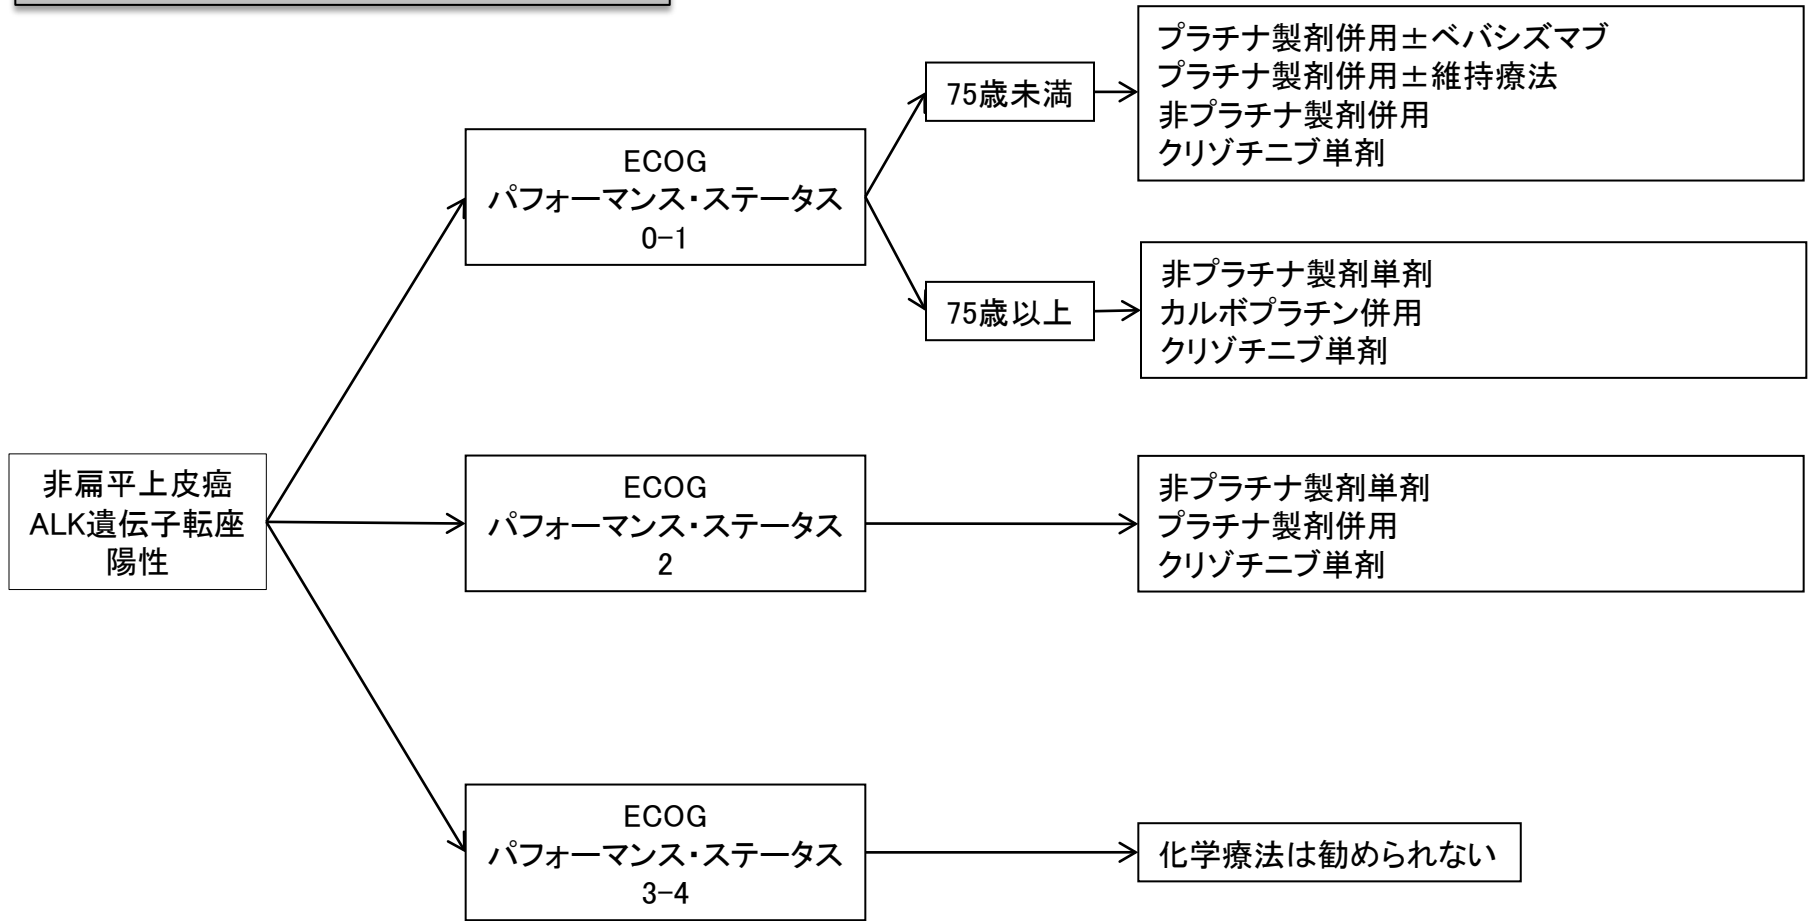 非扁平上皮癌
ALK遺伝子転座
陽性
ECOG
パフォーマンス・ステータス
0-1
75歳未満
プラチナ製剤併用±ベバシズマブ
プラチナ製剤併用±維持療法
非プラチナ製剤併用
クリゾチニブ単剤
75歳以上
非プラチナ製剤単剤
カルボプラチン併用
クリゾチニブ単剤
ECOG
パフォーマンス・ステータス
2
非プラチナ製剤単剤
プラチナ製剤併用
クリゾチニブ単剤
ECOG
パフォーマンス・ステータス
3-4
化学療法は勧められない